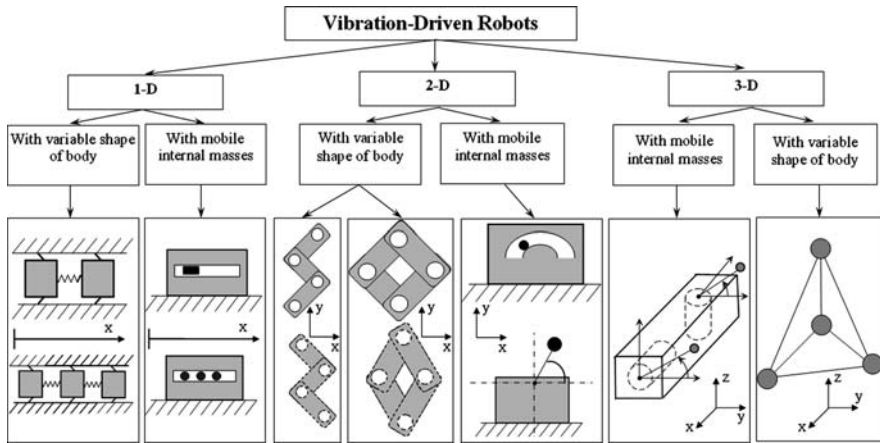 Vibration-Driven Robots
1-D
2-D
3-D
With variable shape
of body
With mobile
internal masses
With variable
shape of body
With mobile
internal masses
With mobile
internal masses
With variable
shape of body
x
x
y
x
y
x
y
x
z
y
x
z
y
x